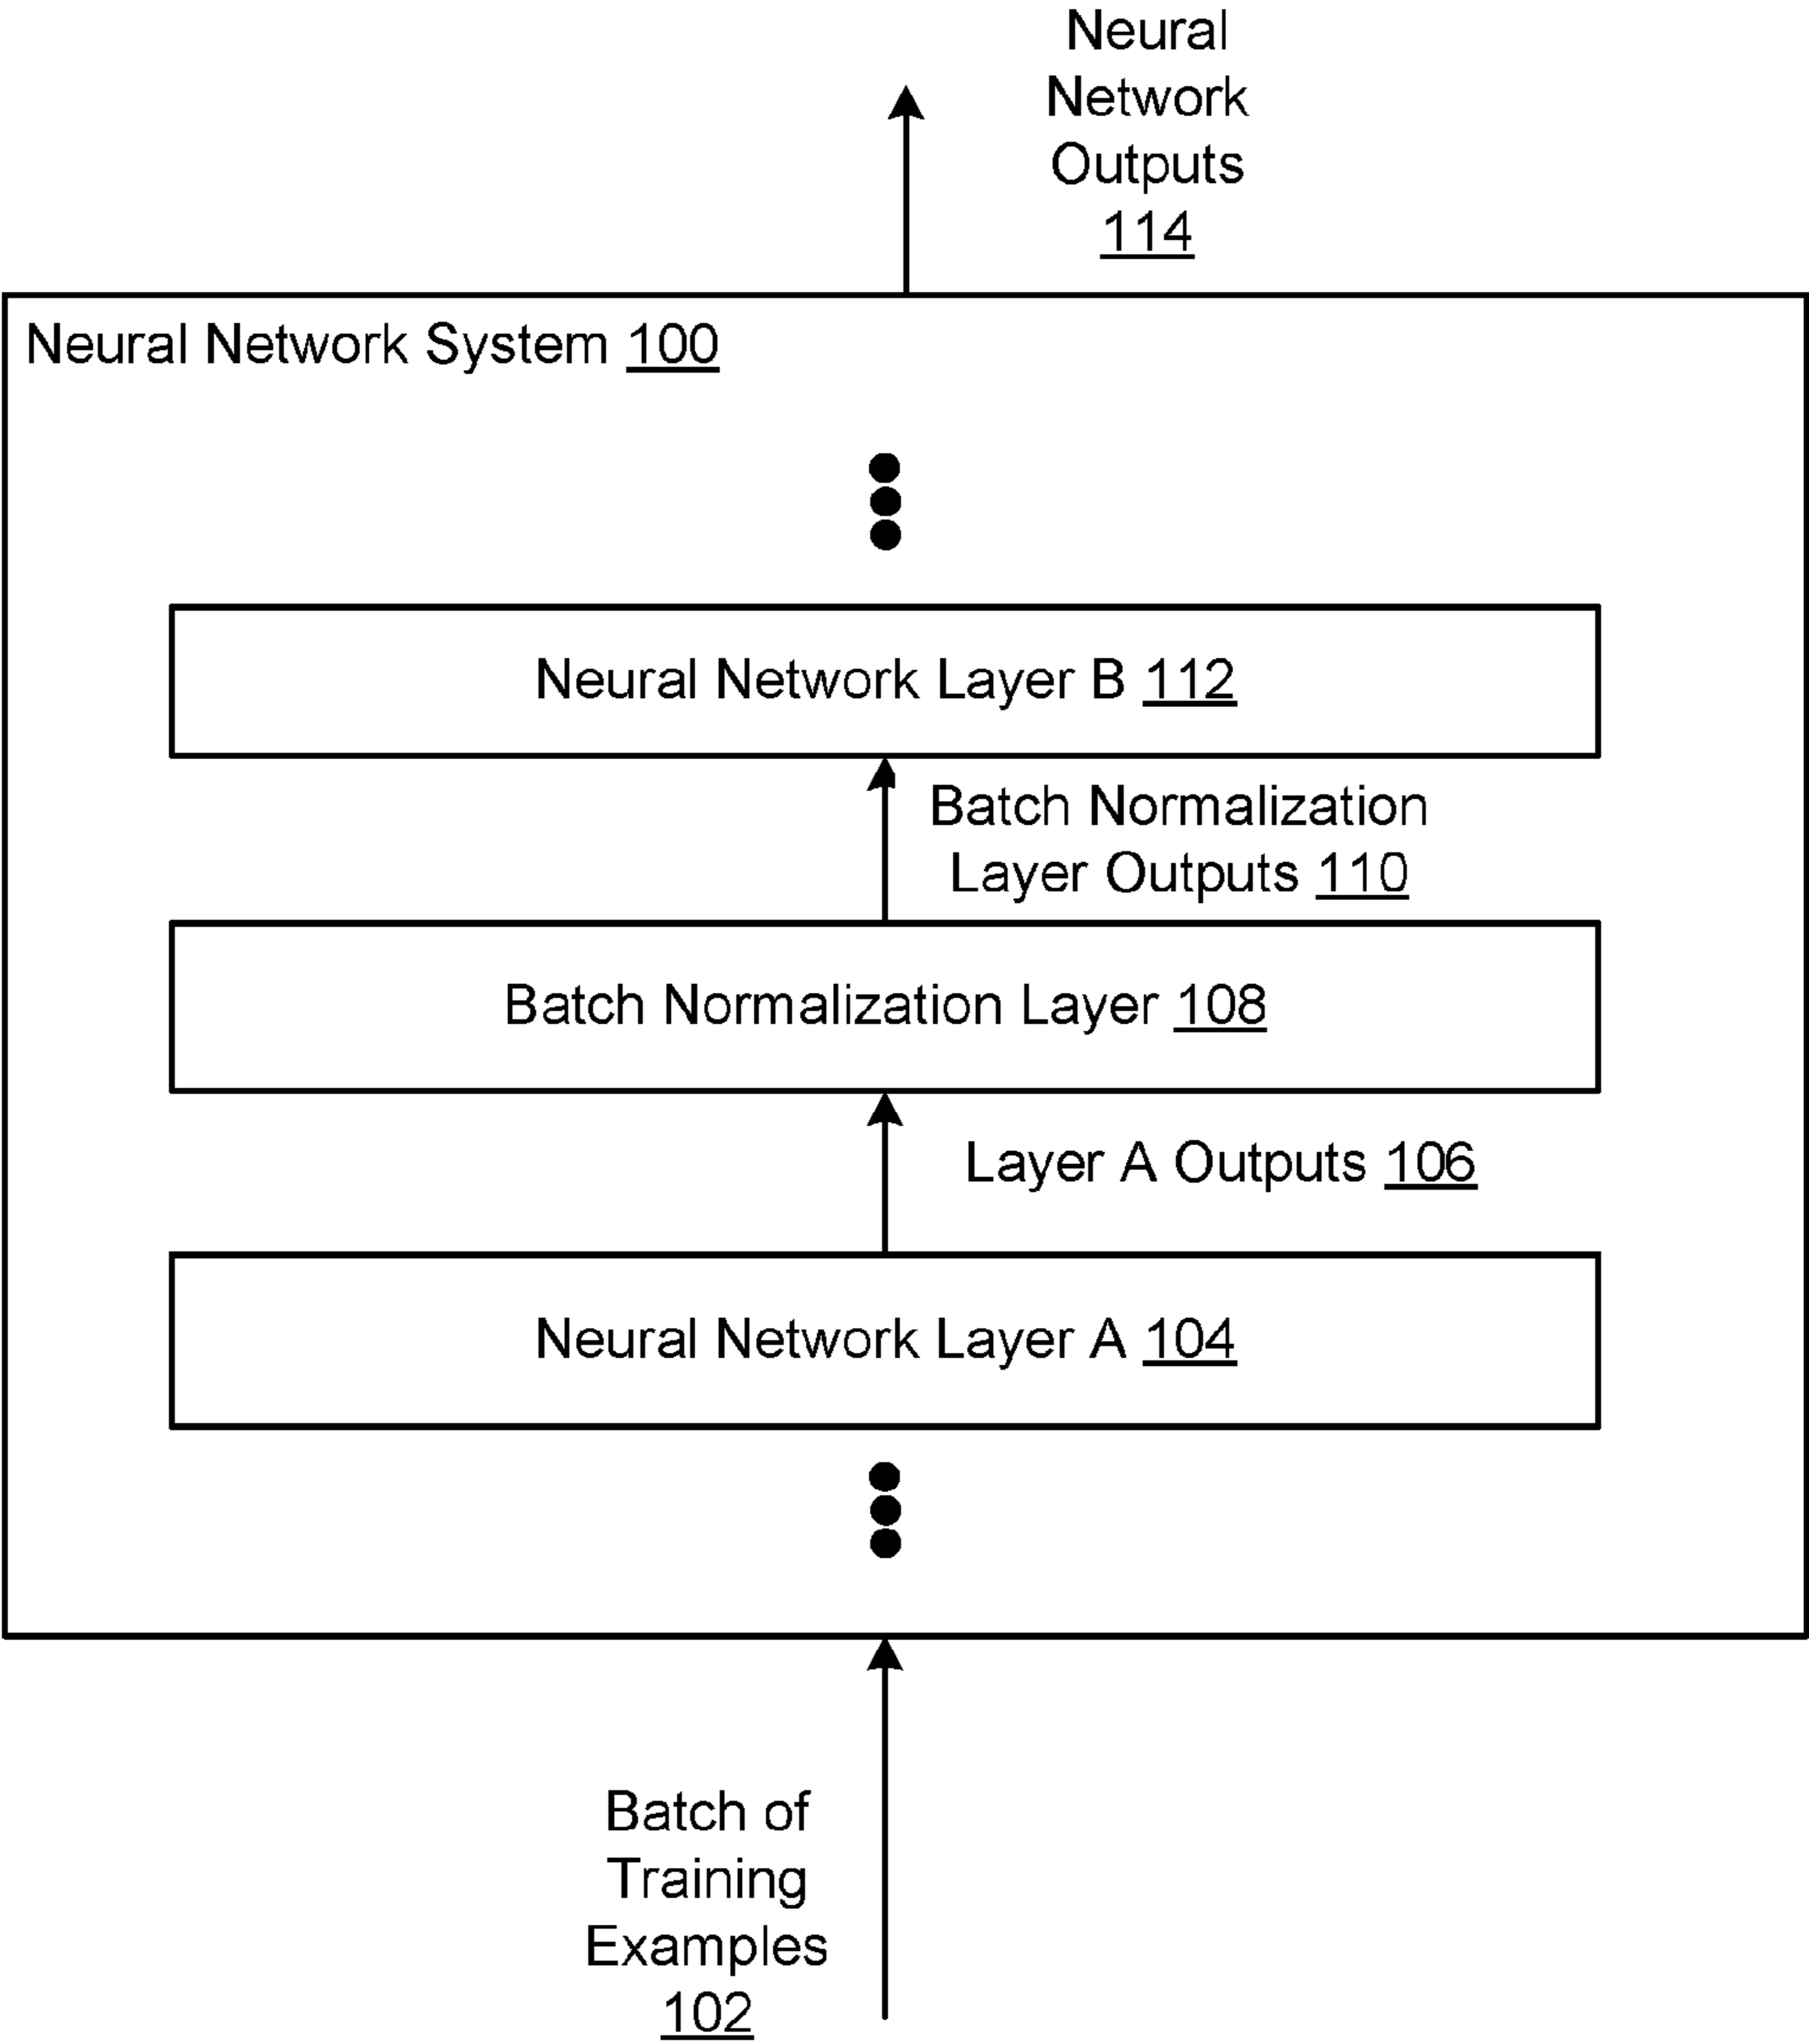 Neural
Network
Outputs
114
Neural Network System 100
Neural Network Layer B 112
Batch Normalization
Layer Outputs 110
Batch Normalization Layer 108
Layer A Outputs 106
Neural Network Layer A 104
Batch of
Training
Examples
102